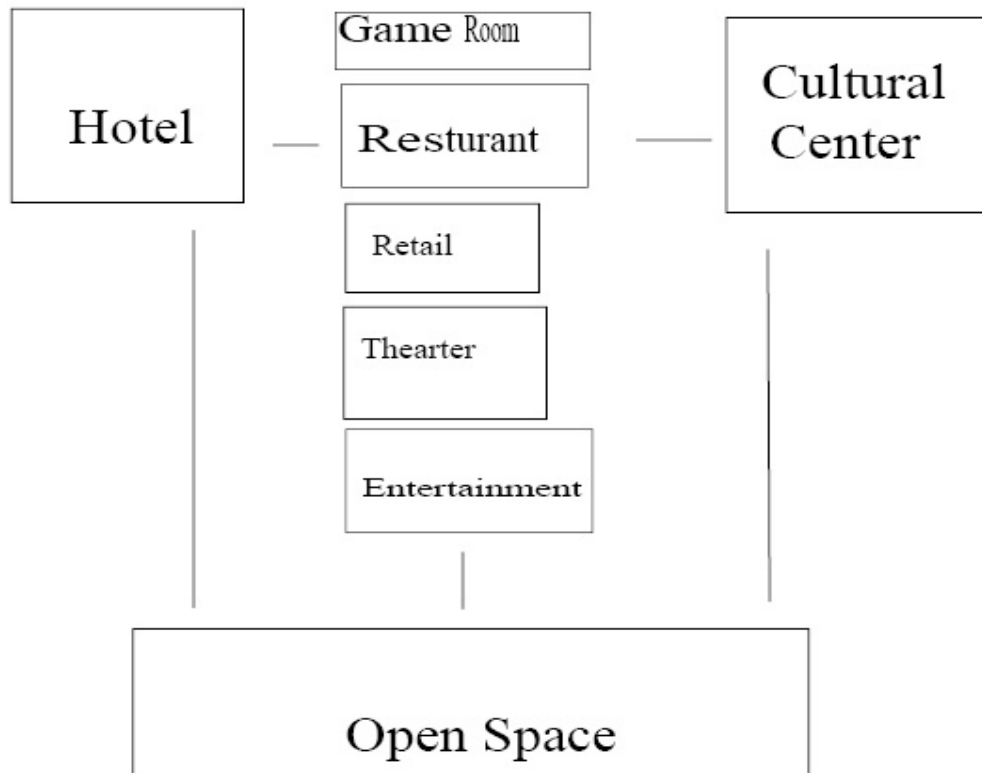 Game Room
Hotel
Resturant
Cultural
Center
Retail
Thearter
Entertainment
Open Space